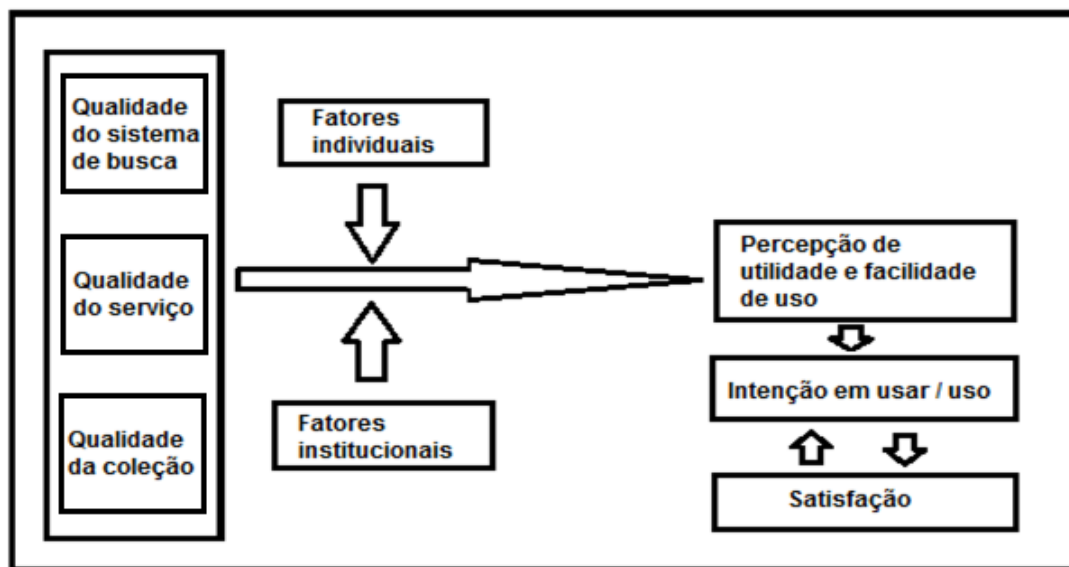 Qualidade
do sistema
de busca
Qualidade
do serviço
Qualidade
da coleção
Fatores
individuais
Fatores
institucionais
Percepção de
utilidade e facilidade
de uso
Intenção em usar / uso
Satisfação